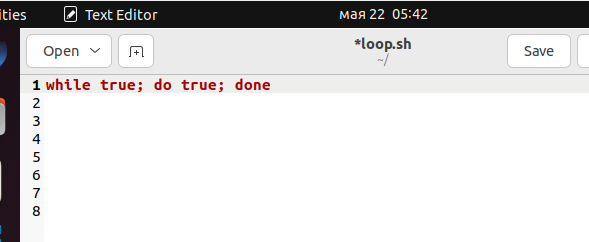 ities Text Editor мая 22 05:42
Open *loop.sh Save
~/
1 while true; do true; done
2
3
4
5
6
7
8